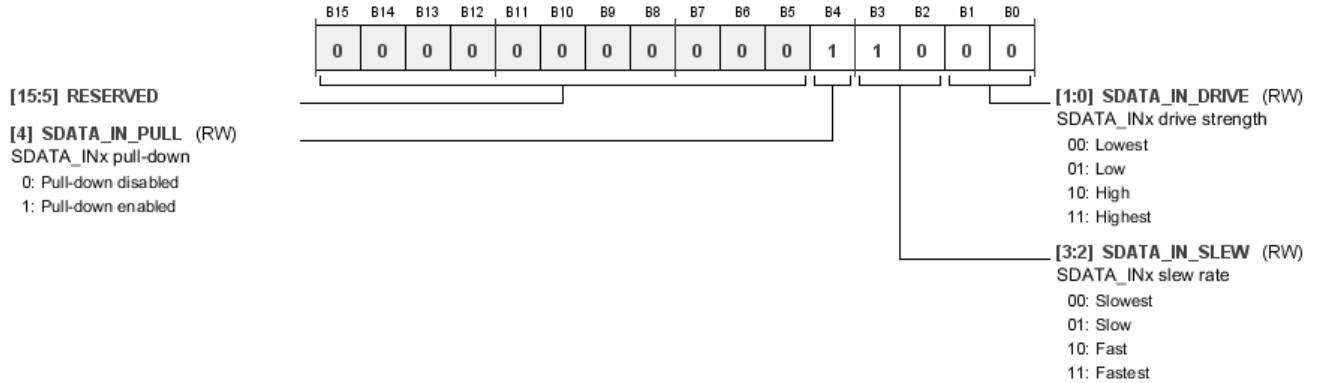 B15 B14 B13 B12 B11 B10 B9 B8 B7 B6 B5 B4 B3 B2 B1 B0
0 0 0 0 0 0 0 0 0 0 0 1 1 0 0 0
[15:5] RESERVED
[4] SDATA_IN_PULL (RW)
SDATA_INx pull-down
0: Pull-down disabled
1: Pull-down enabled
[1:0] SDATA_IN_DRIVE (RW)
SDATA_INx drive strength
00: Lowest
01: Low
10: High
11: Highest
[3:2] SDATA_IN_SLEW (RW)
SDATA_INx slew rate
00: Slowest
01: Slow
10: Fast
11: Fastest